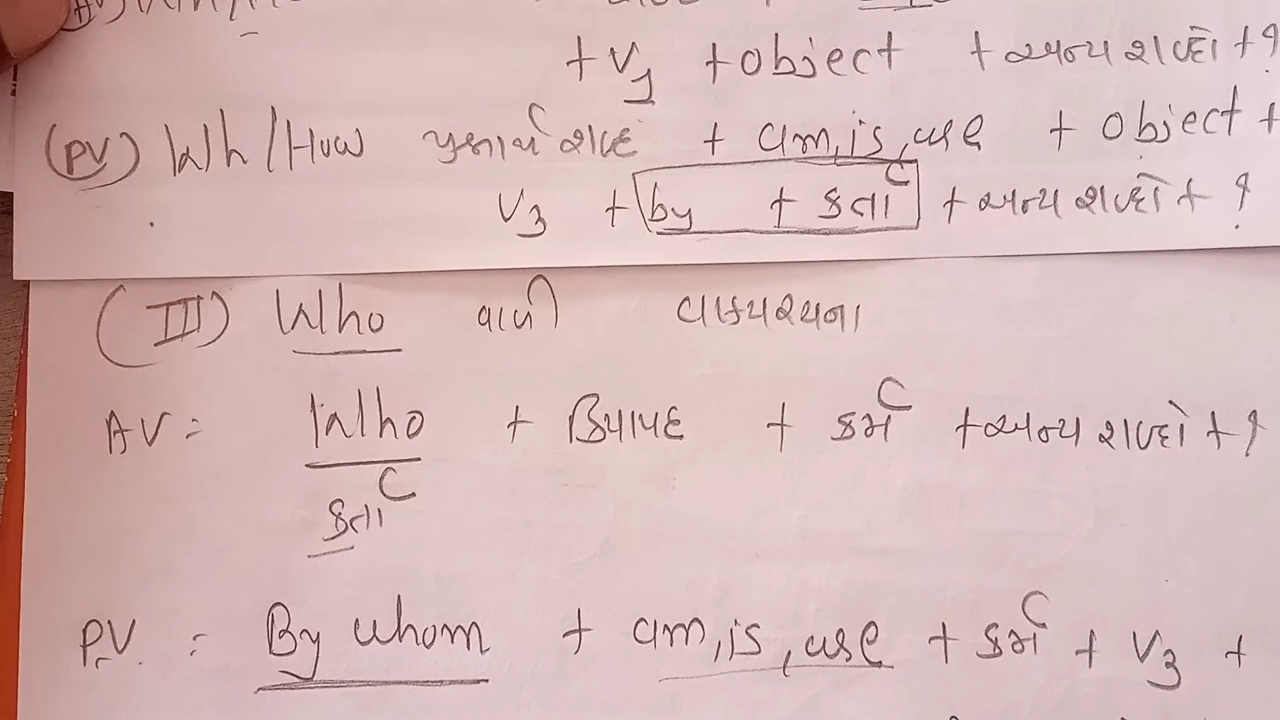 + V1 + object + અન્ય શબ્દો + ?
(PV) Wh/How પ્રશ્નાર્થ શબ્દ + am, is, are + object +
V3 + by + કર્તા + અન્ય શબ્દો + ?
(III) Who વાળી વાક્યરચના
AV = Who + ક્રિયાપદ + કર્મ + અન્ય શબ્દો + ?
કર્તા
P.V. : By whom + am, is, are + કર્મ + V3 +